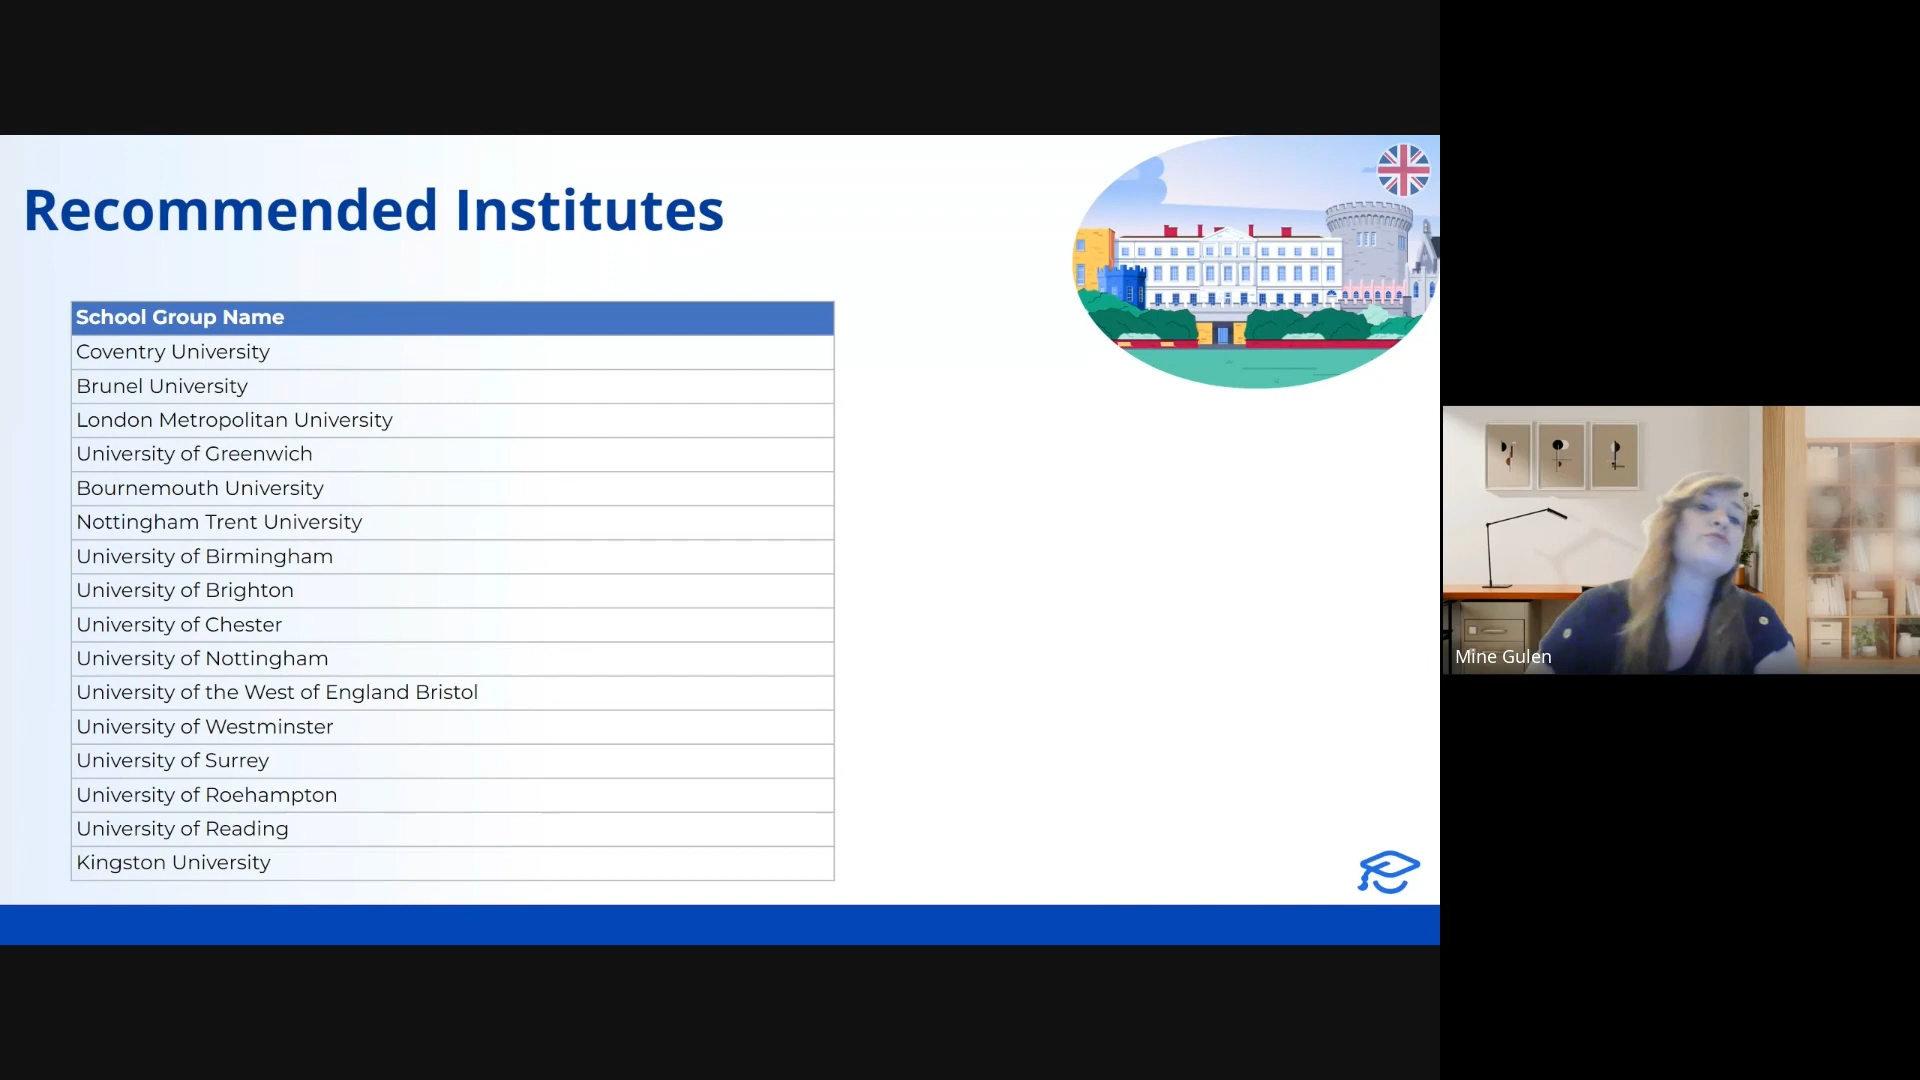 Recommended Institutes
School Group Name
Coventry University
Brunel University
London Metropolitan University
University of Greenwich
Bournemouth University
Nottingham Trent University
University of Birmingham
University of Brighton
University of Chester
University of Nottingham
University of the West of England Bristol
University of Westminster
University of Surrey
University of Roehampton
University of Reading
Kingston University
Mine Gulen